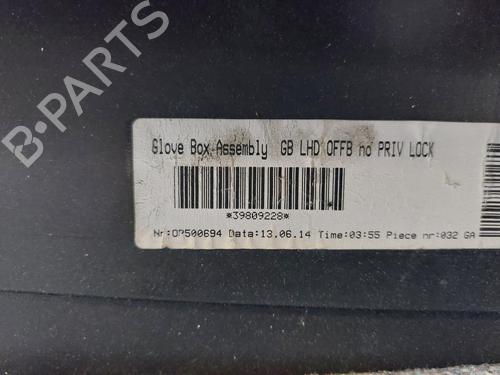 Glove Box Assembly GB LHD OFFB no PRIV LOCK
*39809228*
Nr:OP500694 Data:13.06.14 Time:03:55 Piece nr:032 GA
B-PARTS